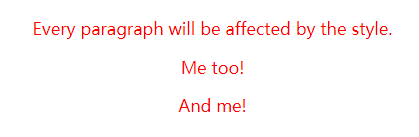 Every paragraph will be affected by the style.
Me too!
And me!